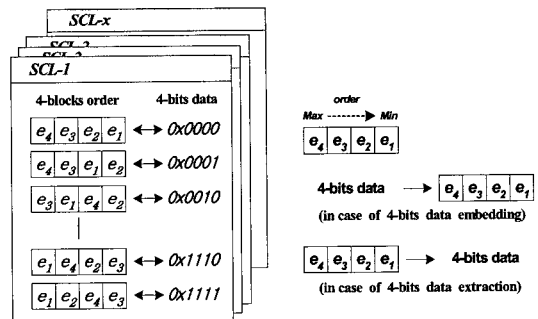 SCL-x
SCL-1
4-blocks order 4-bits data
e4 e3 e2 e1 ↔ 0x0000
e4 e3 e1 e2 ↔ 0x0001
e3 e1 e4 e2 ↔ 0x0010
e1 e4 e2 e3 ↔ 0x1110
e1 e2 e4 e3 ↔ 0x1111
order
Max Min
e4 e3 e2 e1
4-bits data → e4 e3 e2 e1
(in case of 4-bits data embedding)
e4 e3 e2 e1 → 4-bits data
(in case of 4-bits data extraction)